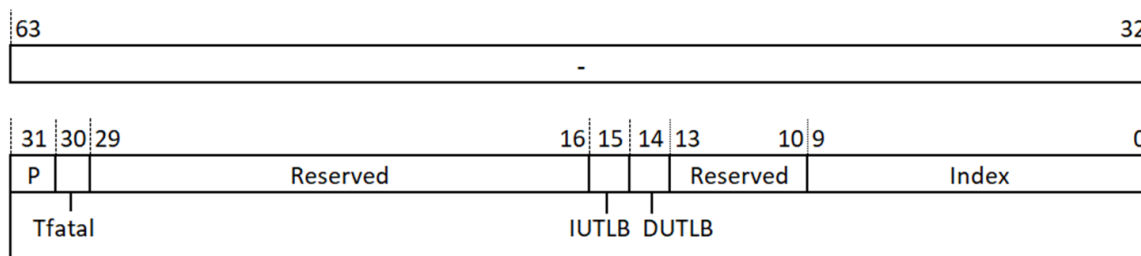 63 32
-
31 30 29 16 15 14 13 10 9 0
P Reserved Reserved Index
Tfatal IUTLB DUTLB